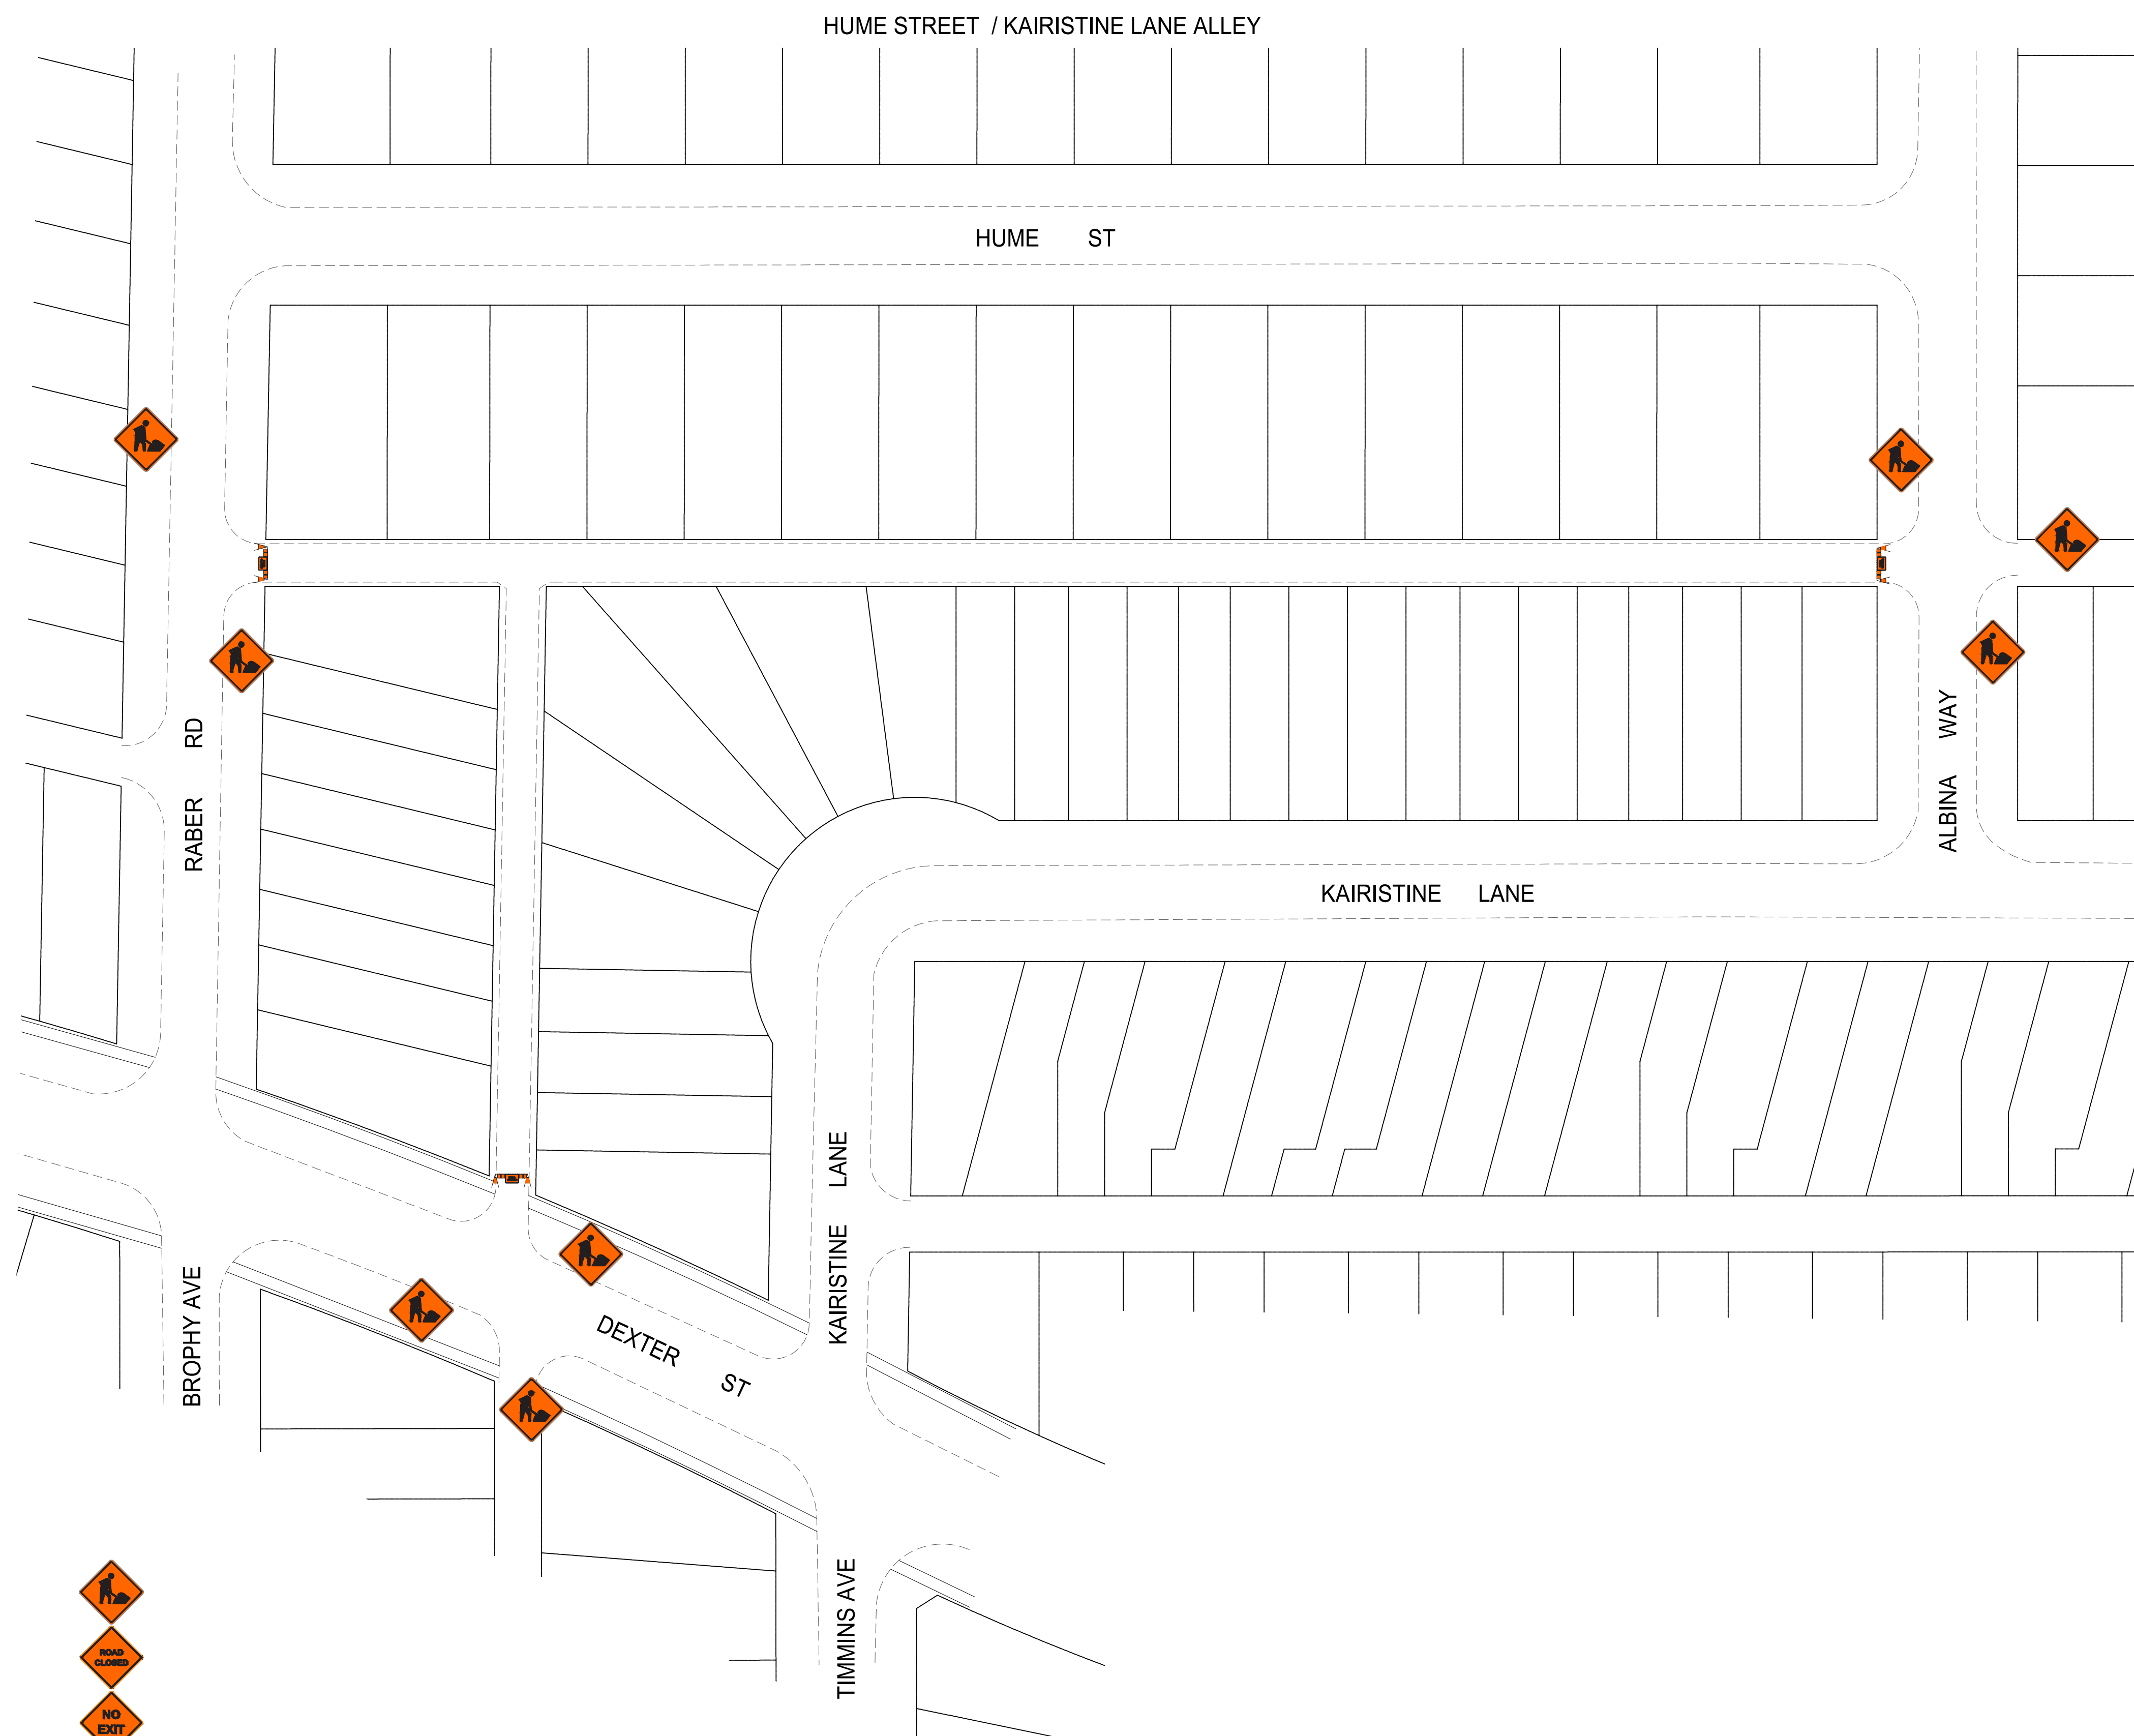 HUME STREET / KAIRISTINE LANE ALLEY
HUME ST
RABER RD
ALBINA WAY
KAIRISTINE LANE
KAIRISTINE LANE
BROPHY AVE
DEXTER ST
TIMMINS AVE
ROAD
CLOSED
NO
EXIT